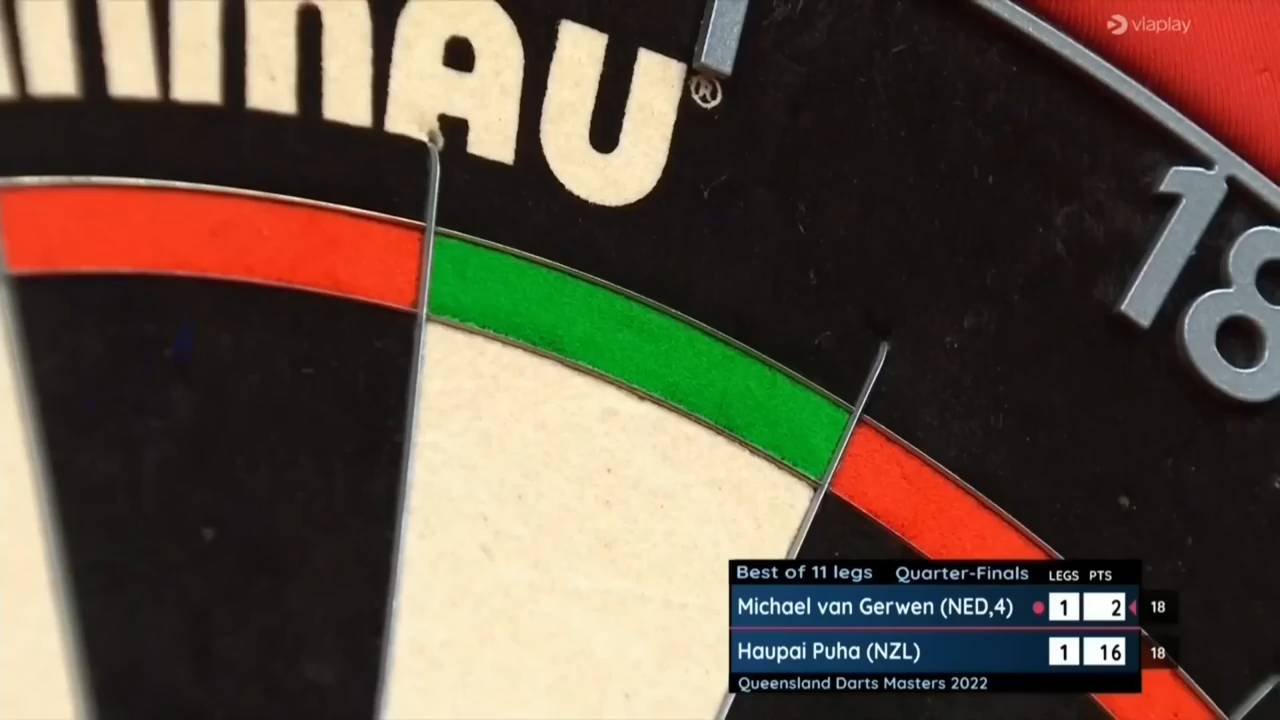 viaplay
NAU®
18
Best of 11 legs Quarter-Finals LEGS PTS
Michael van Gerwen (NED,4) 1 2 18
Haupai Puha (NZL) 1 16 18
Queensland Darts Masters 2022